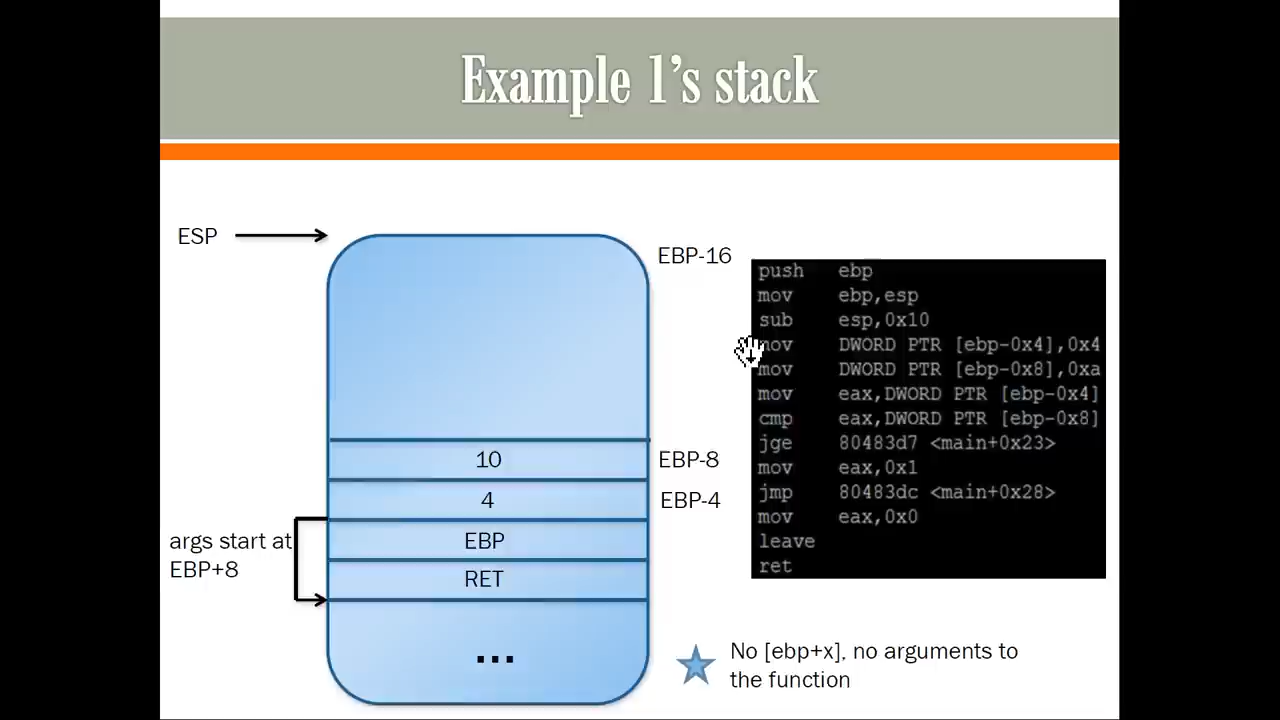 Example 1's stack
ESP
EBP-16
10
EBP-8
4
EBP-4
args start at
EBP+8
EBP
RET
...
push ebp
mov ebp,esp
sub esp,0x10
mov DWORD PTR [ebp-0x4],0x4
mov DWORD PTR [ebp-0x8],0xa
mov eax,DWORD PTR [ebp-0x4]
cmp eax,DWORD PTR [ebp-0x8]
jge 80483d7 <main+0x23>
mov eax,0x1
jmp 80483dc <main+0x28>
mov eax,0x0
leave
ret
No [ebp+x], no arguments to
the function